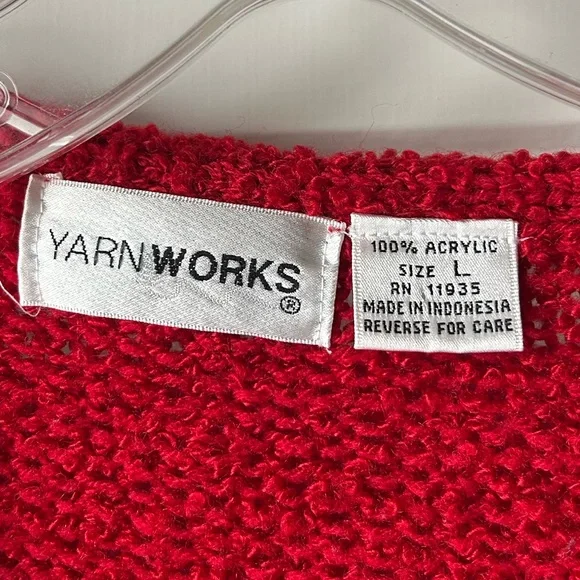 YARNWORKS®
100% ACRYLIC
SIZE L
RN 11935
MADE IN INDONESIA
REVERSE FOR CARE